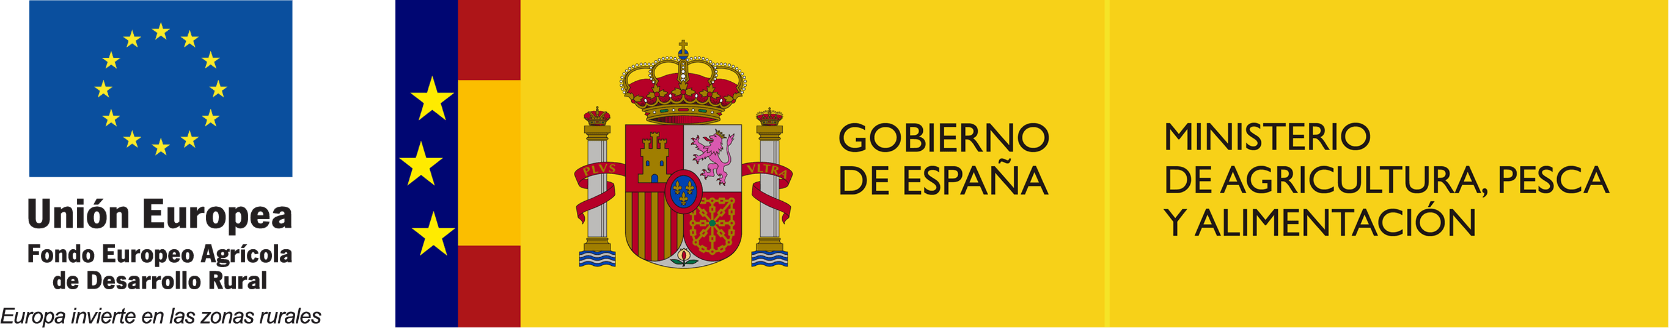 Unión Europea
Fondo Europeo Agrícola
de Desarrollo Rural
Europa invierte en las zonas rurales
PLVS VLTRA
GOBIERNO
DE ESPAÑA
MINISTERIO
DE AGRICULTURA, PESCA
Y ALIMENTACIÓN